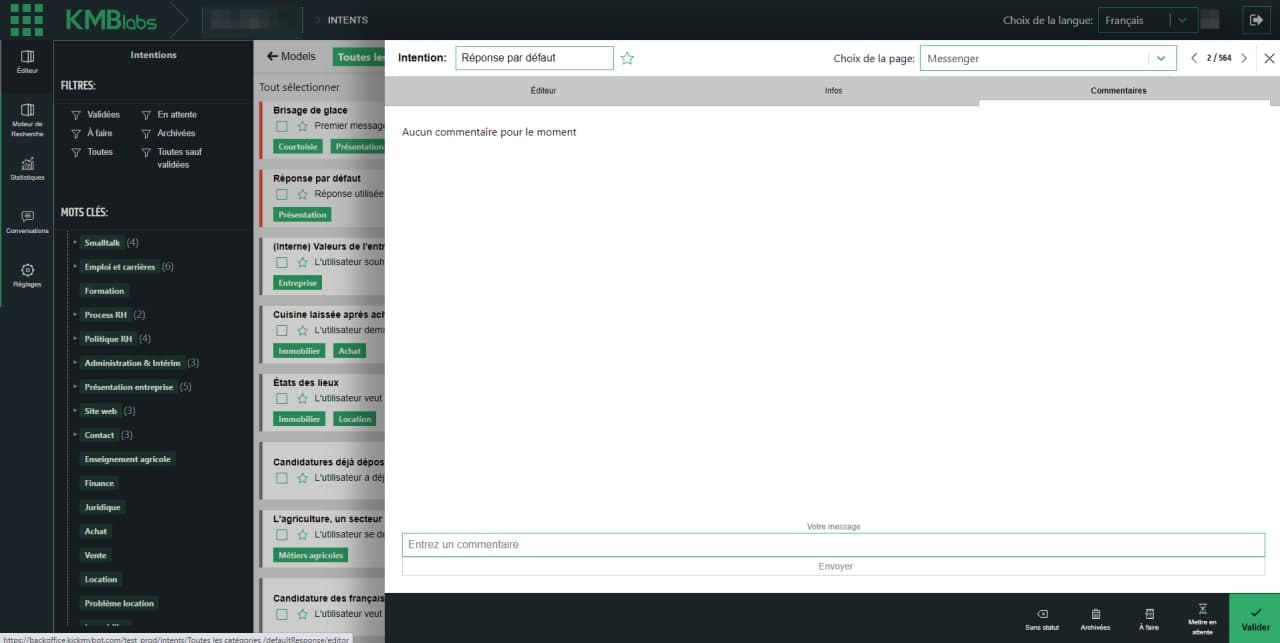 KMBlabs
INTENTS
Choix de la langue:
Français
Éditeur
Moteur de
Recherche
Statistiques
Conversations
Réglages
Intentions
FILTRES:
Validées
En attente
À faire
Archivées
Toutes
Toutes sauf
validées
MOTS CLÉS:
Smalltalk (4)
Emploi et carrières (6)
Formation
Process RH (2)
Politique RH (4)
Administration & Intérim (3)
Présentation entreprise (5)
Site web (3)
Contact (3)
Enseignement agricole
Finance
Juridique
Achat
Vente
Location
Problème location
https://backoffice.kickmybot.com/test_prod/intents/Toutes les catégories /defaultResponse/editor
Models
Toutes les
Tout sélectionner
Brisage de glace
Premier message
Courtoisie
Présentation
Réponse par défaut
Réponse utilisée
Présentation
(Interne) Valeurs de l'entr
L'utilisateur souh
Entreprise
Cuisine laissée après ach
L'utilisateur dema
Immobilier
Achat
États des lieux
L'utilisateur veut
Immobilier
Location
Candidatures déjà dépos
L'utilisateur a déj
L'agriculture, un secteur
L'utilisateur se de
Métiers agricoles
Candidature des français
L'utilisateur veut
Intention:
Réponse par défaut
Choix de la page:
Messenger
2 / 564
Éditeur
Infos
Commentaires
Aucun commentaire pour le moment
Votre message
Entrez un commentaire
Envoyer
Sans statut
Archivées
À faire
Mettre en
attente
Valider